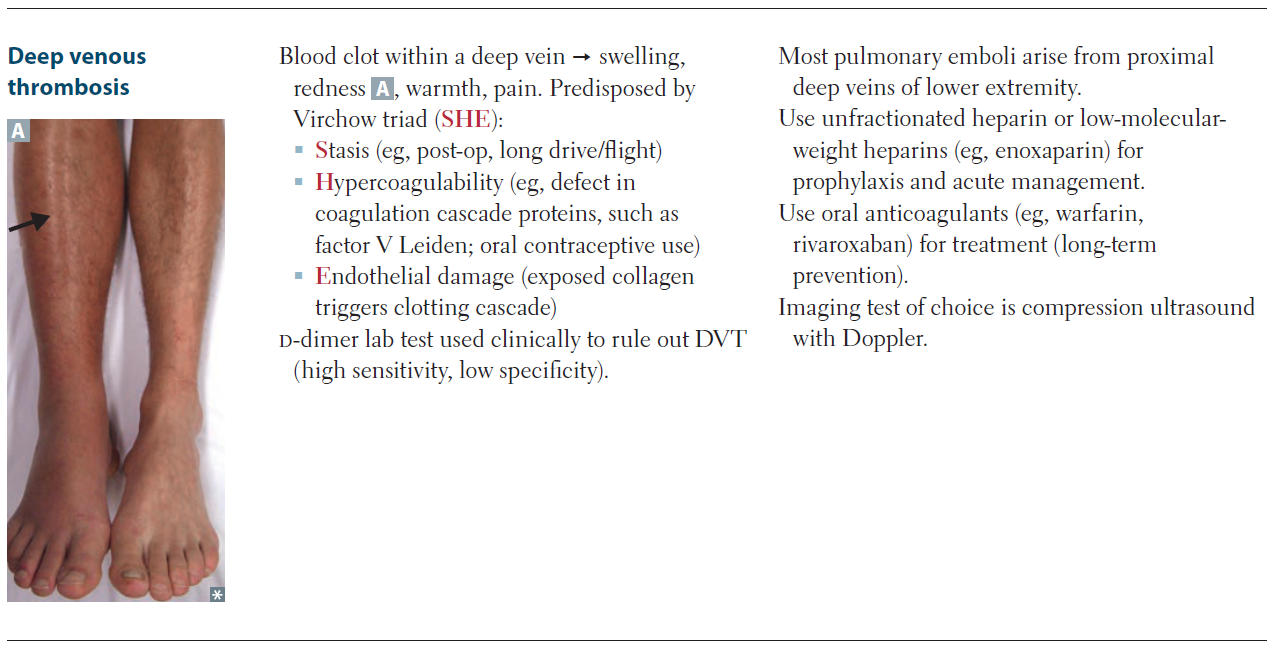 Deep venous
thrombosis
A
*
Blood clot within a deep vein → swelling,
redness A, warmth, pain. Predisposed by
Virchow triad (SHE):
▪ Stasis (eg, post-op, long drive/flight)
▪ Hypercoagulability (eg, defect in
coagulation cascade proteins, such as
factor V Leiden; oral contraceptive use)
▪ Endothelial damage (exposed collagen
triggers clotting cascade)
D-dimer lab test used clinically to rule out DVT
(high sensitivity, low specificity).
Most pulmonary emboli arise from proximal
deep veins of lower extremity.
Use unfractionated heparin or low-molecular-
weight heparins (eg, enoxaparin) for
prophylaxis and acute management.
Use oral anticoagulants (eg, warfarin,
rivaroxaban) for treatment (long-term
prevention).
Imaging test of choice is compression ultrasound
with Doppler.